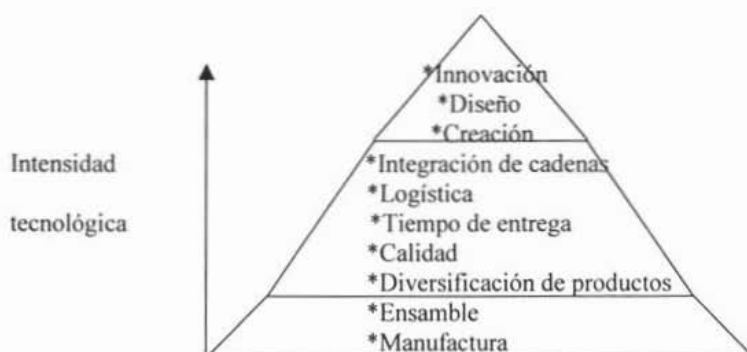 *Innovación
*Diseño
*Creación
Intensidad
tecnológica
*Integración de cadenas
*Logística
*Tiempo de entrega
*Calidad
*Diversificación de productos
*Ensamble
*Manufactura